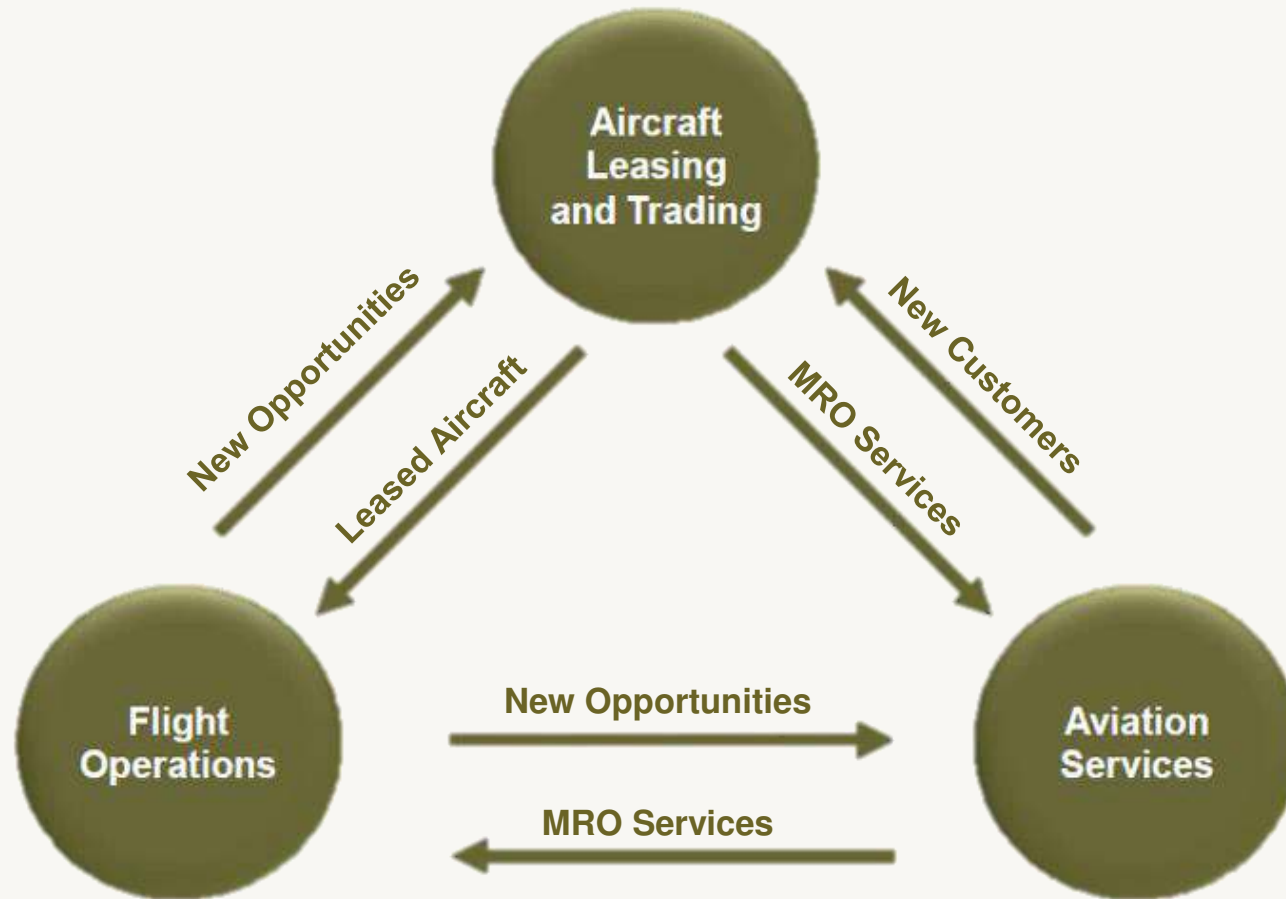 Aircraft
Leasing
and Trading
New Opportunities
Leased Aircraft
MRO Services
New Customers
Flight
Operations
New Opportunities
MRO Services
Aviation
Services